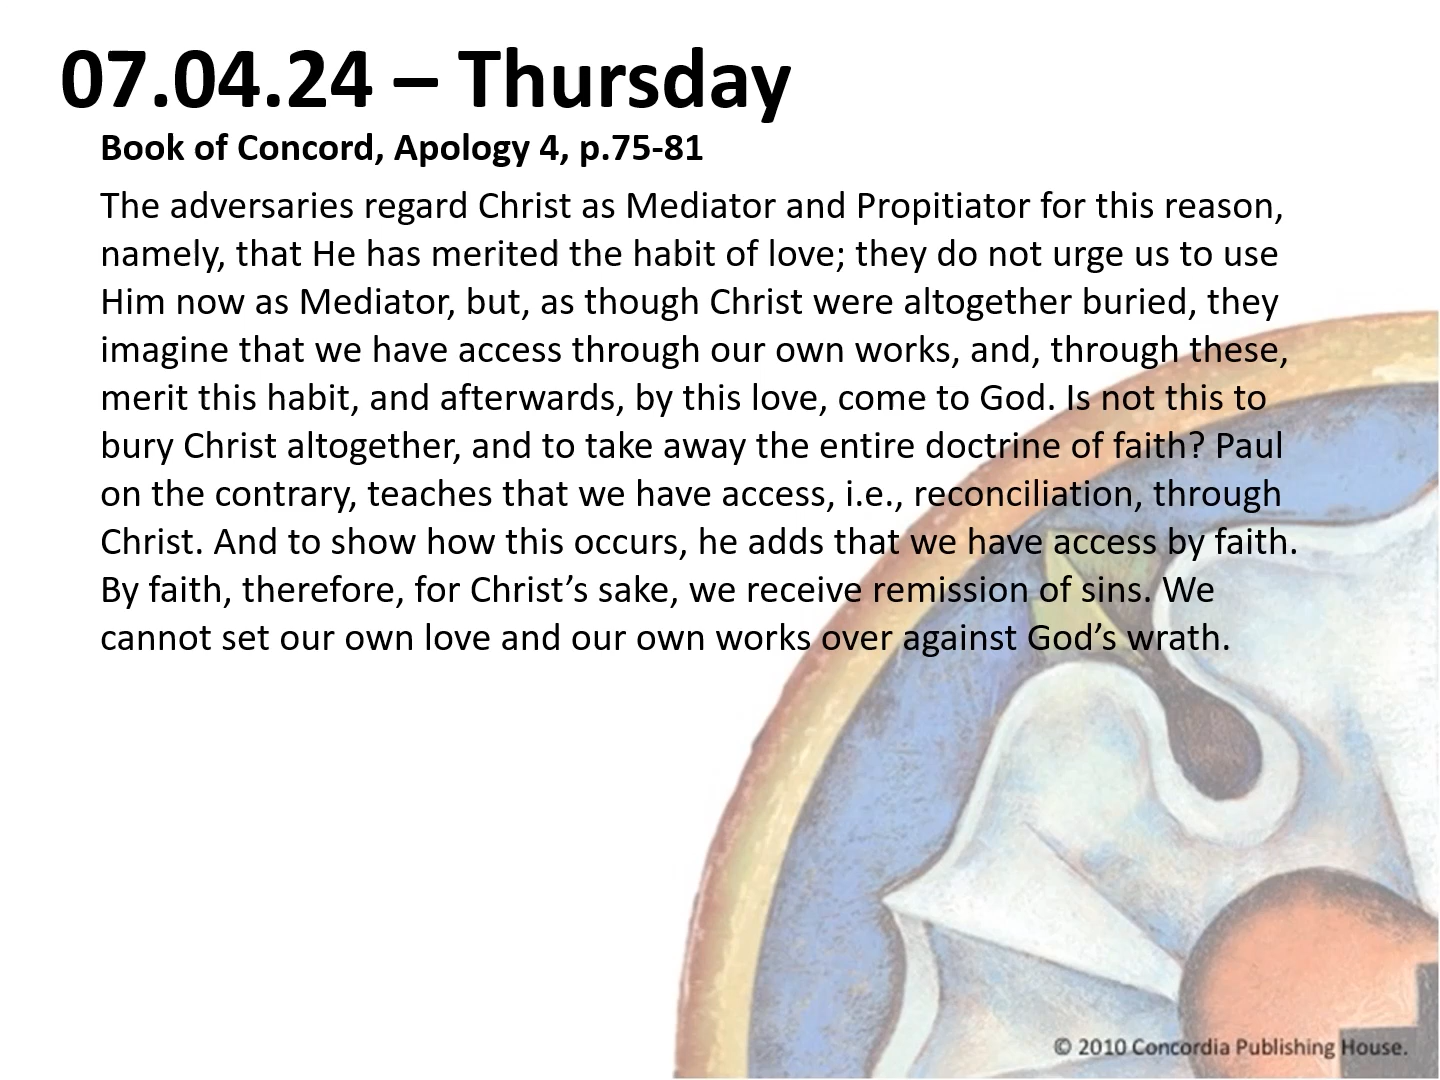 07.04.24 – Thursday
Book of Concord, Apology 4, p.75-81
The adversaries regard Christ as Mediator and Propitiator for this reason,
namely, that He has merited the habit of love; they do not urge us to use
Him now as Mediator, but, as though Christ were altogether buried, they
imagine that we have access through our own works, and, through these,
merit this habit, and afterwards, by this love, come to God. Is not this to
bury Christ altogether, and to take away the entire doctrine of faith? Paul
on the contrary, teaches that we have access, i.e., reconciliation, through
Christ. And to show how this occurs, he adds that we have access by faith.
By faith, therefore, for Christ’s sake, we receive remission of sins. We
cannot set our own love and our own works over against God’s wrath.
© 2010 Concordia Publishing House.